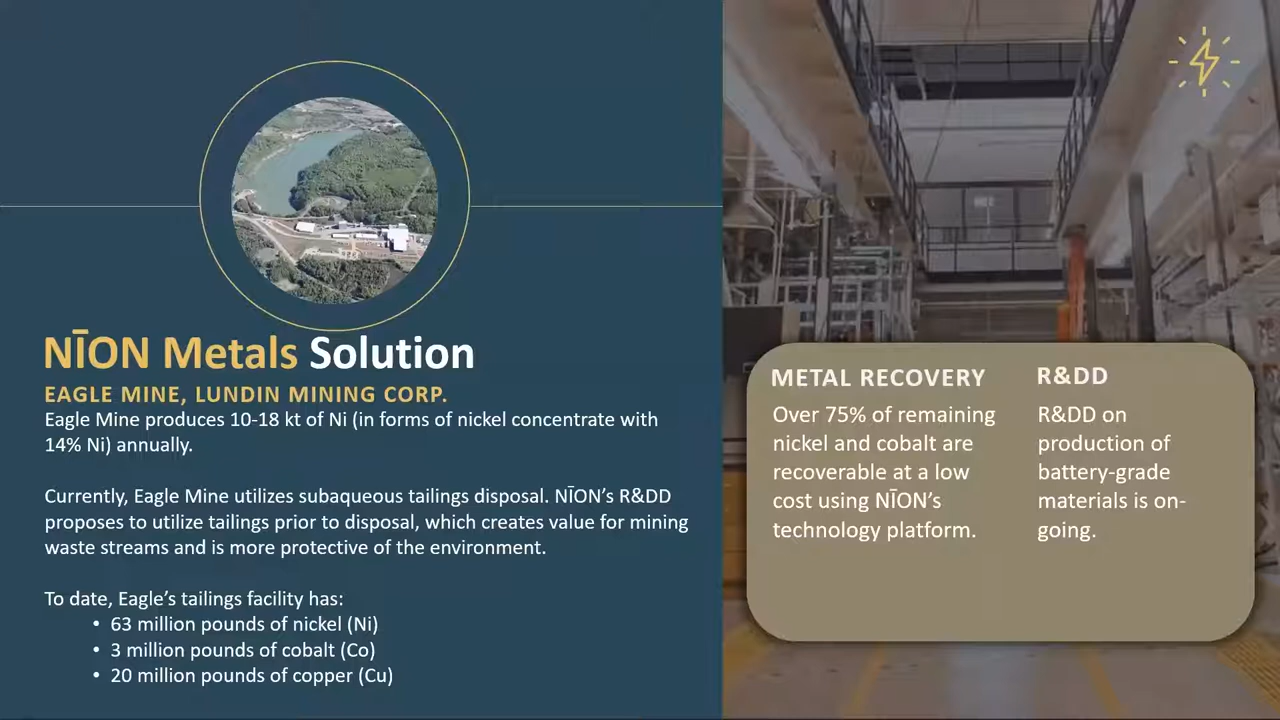 NĪON Metals Solution
EAGLE MINE, LUNDIN MINING CORP.
Eagle Mine produces 10-18 kt of Ni (in forms of nickel concentrate with
14% Ni) annually.
Currently, Eagle Mine utilizes subaqueous tailings disposal. NĪON's R&DD
proposes to utilize tailings prior to disposal, which creates value for mining
waste streams and is more protective of the environment.
To date, Eagle's tailings facility has:
• 63 million pounds of nickel (Ni)
• 3 million pounds of cobalt (Co)
• 20 million pounds of copper (Cu)
METAL RECOVERY
Over 75% of remaining
nickel and cobalt are
recoverable at a low
cost using NĪON's
technology platform.
R&DD
R&DD on
production of
battery-grade
materials is on-
going.